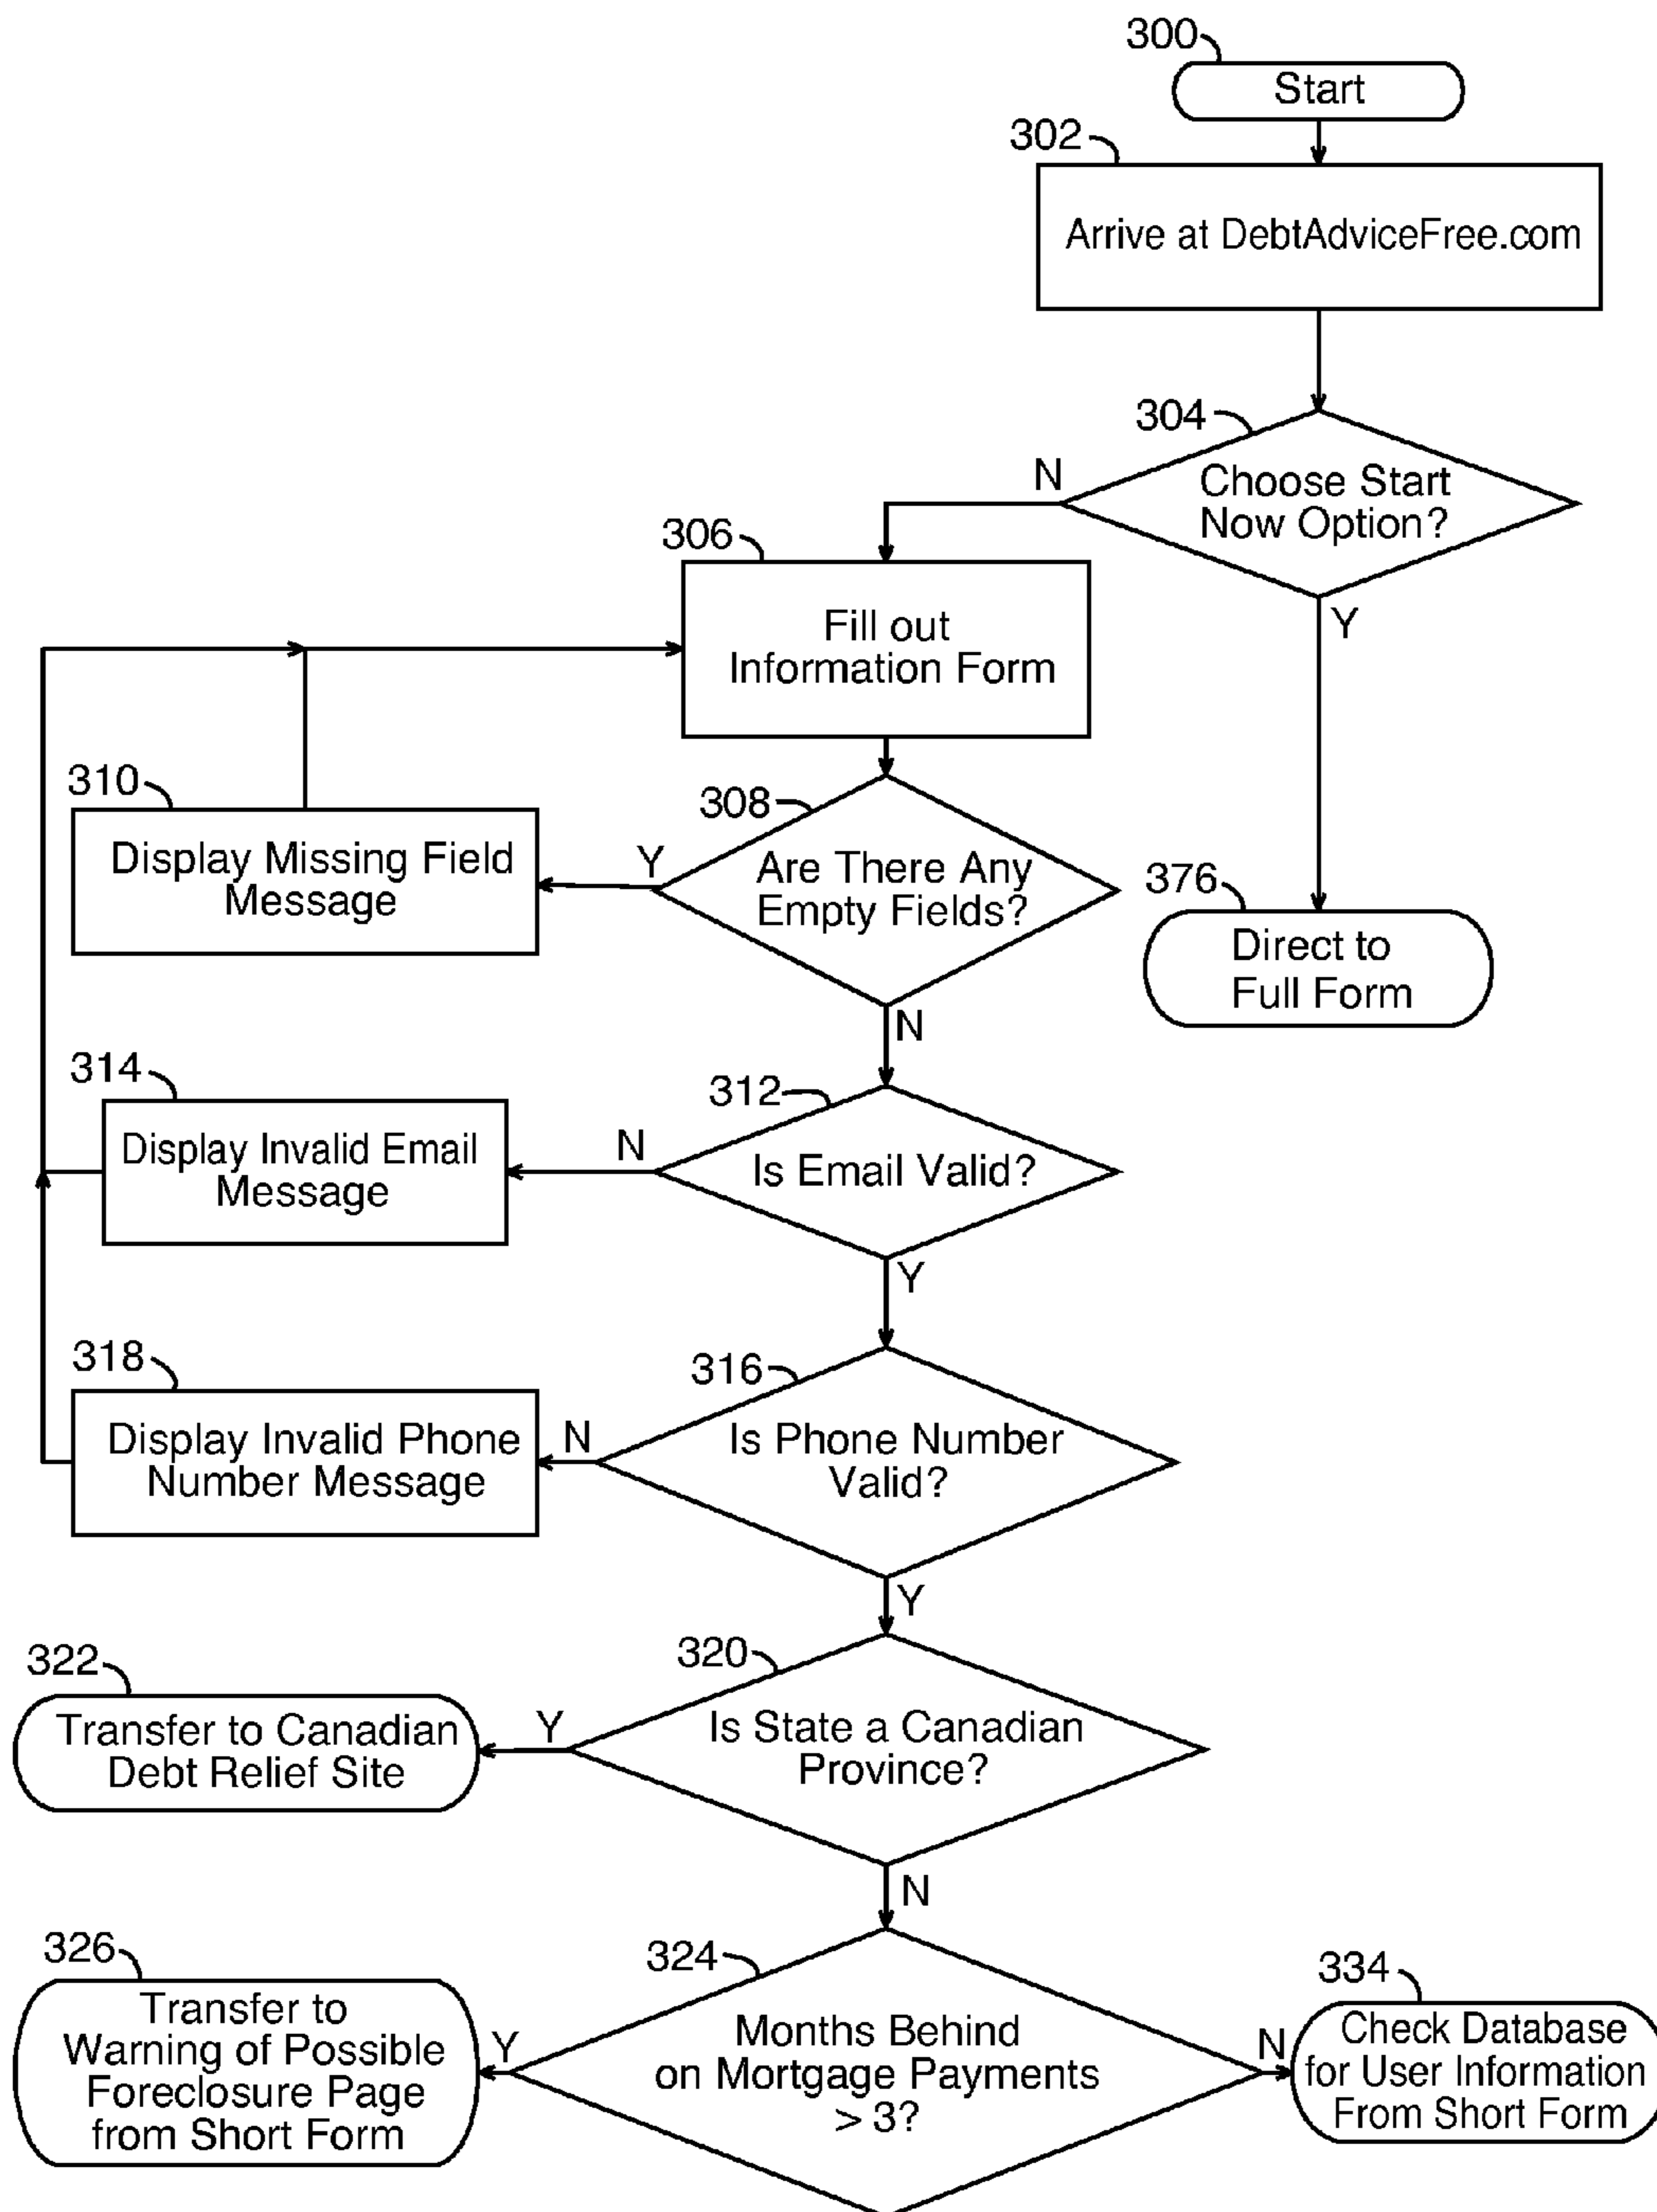 300
Start
302
Arrive at DebtAdviceFree.com
304
Choose Start
Now Option?
N
Y
306
Fill out
Information Form
310
Display Missing Field
Message
308
Are There Any
Empty Fields?
Y
N
376
Direct to
Full Form
314
Display Invalid Email
Message
312
Is Email Valid?
N
Y
318
Display Invalid Phone
Number Message
316
Is Phone Number
Valid?
N
Y
322
Transfer to Canadian
Debt Relief Site
320
Is State a Canadian
Province?
Y
N
326
Transfer to
Warning of Possible
Foreclosure Page
from Short Form
324
Months Behind
on Mortgage Payments
> 3?
Y
N
334
Check Database
for User Information
From Short Form